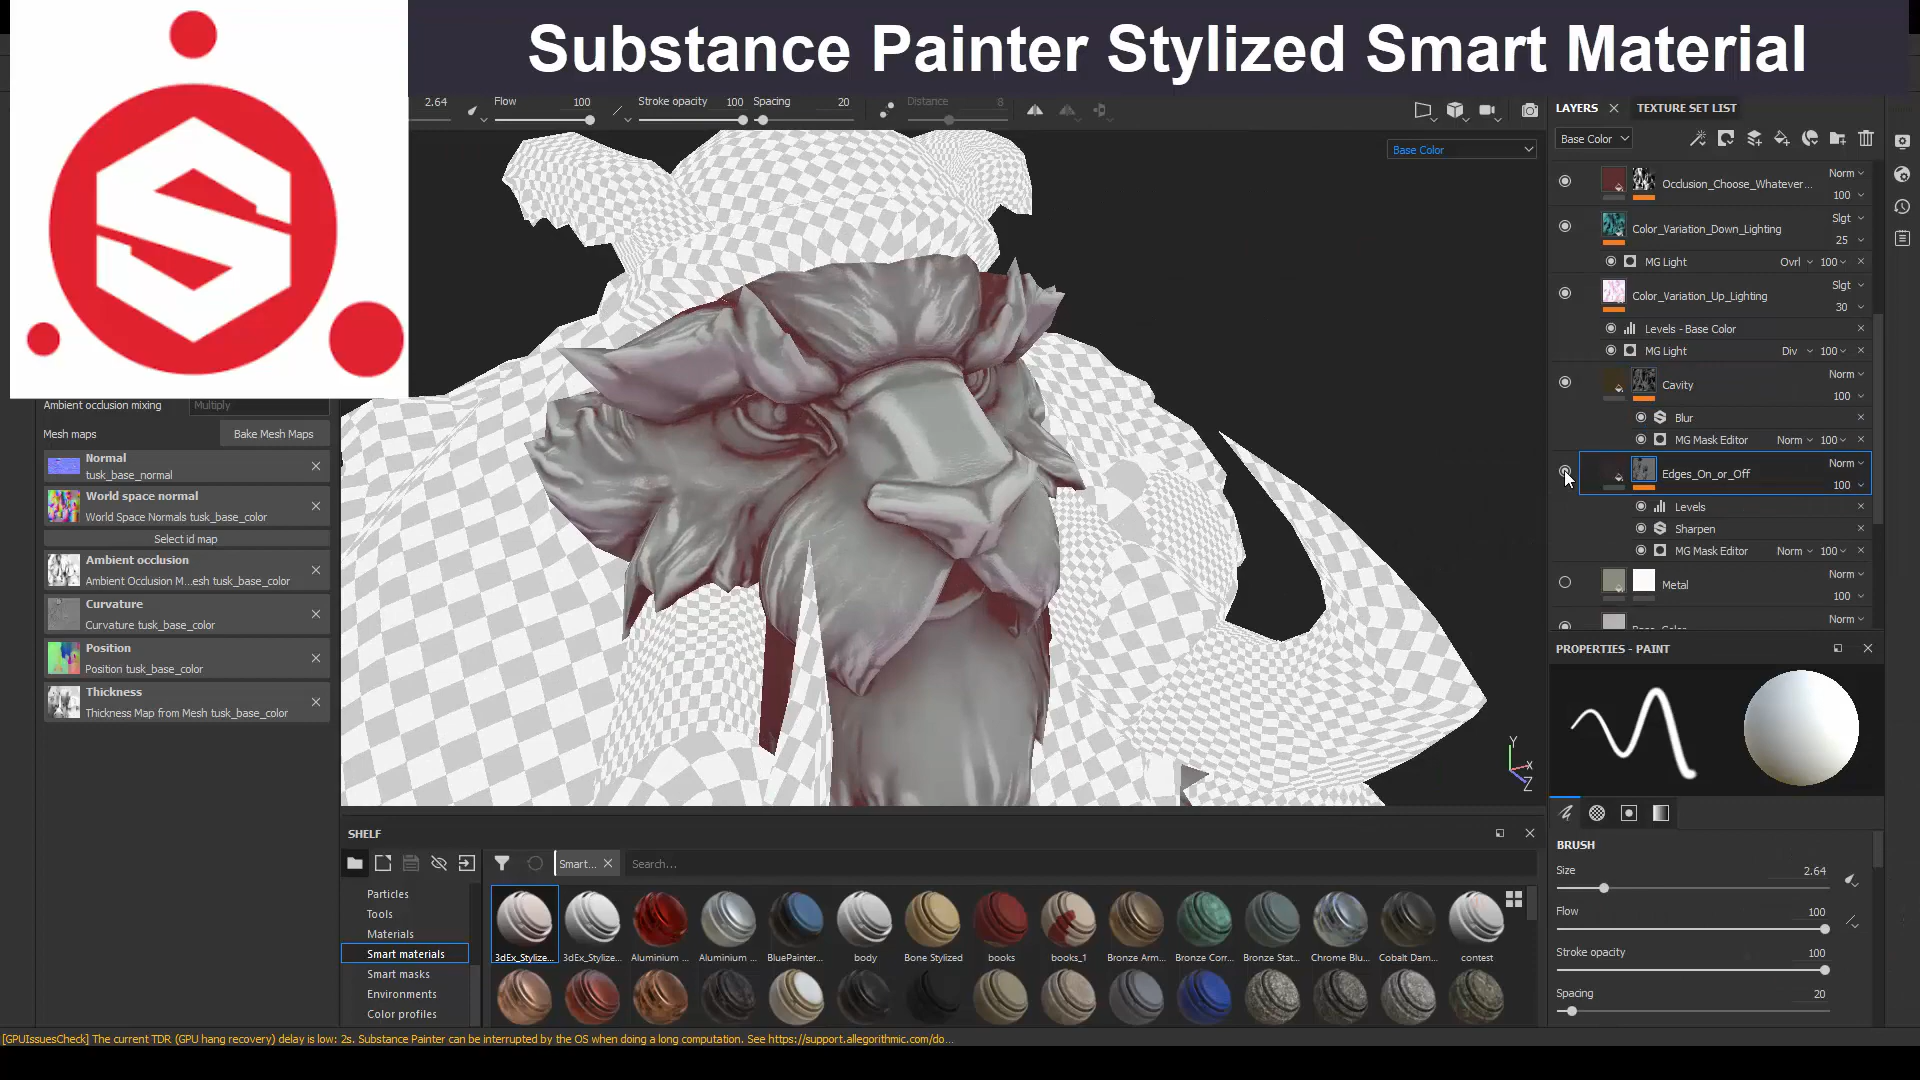 Substance Painter Stylized Smart Material
2.64 Flow 100 Stroke opacity 100 Spacing 20 Distance 8
Base Color
Ambient occlusion mixing Multiply
Mesh maps Bake Mesh Maps
Normal
tusk_base_normal
World space normal
World Space Normals tusk_base_color
Select id map
Ambient occlusion
Ambient Occlusion M...esh tusk_base_color
Curvature
Curvature tusk_base_color
Position
Position tusk_base_color
Thickness
Thickness Map from Mesh tusk_base_color
Y
X
Z
SHELF
Smart...
Search...
Particles
Tools
Materials
Smart materials
Smart masks
Environments
Color profiles
3dEx_Stylize... 3dEx_Stylize... Aluminium ... Aluminium ... BluePainter... body Bone Stylized books books_1 Bronze Arm... Bronze Corr... Bronze Stat... Chrome Blu... Cobalt Dam... contest
LAYERS TEXTURE SET LIST
Base Color
Occlusion_Choose_Whatever... Norm
100
Color_Variation_Down_Lighting Slgt
25
MG Light Ovrl 100
Color_Variation_Up_Lighting Slgt
30
Levels - Base Color
MG Light Div 100
Cavity Norm
100
Blur
MG Mask Editor Norm 100
Edges_On_or_Off Norm
100
Levels
Sharpen
MG Mask Editor Norm 100
Metal Norm
100
Norm
PROPERTIES - PAINT
BRUSH
Size 2.64
Flow 100
Stroke opacity 100
Spacing 20
[GPUIssuesCheck] The current TDR (GPU hang recovery) delay is low: 2s. Substance Painter can be interrupted by the OS when doing a long computation. See https://support.allegorithmic.com/do...